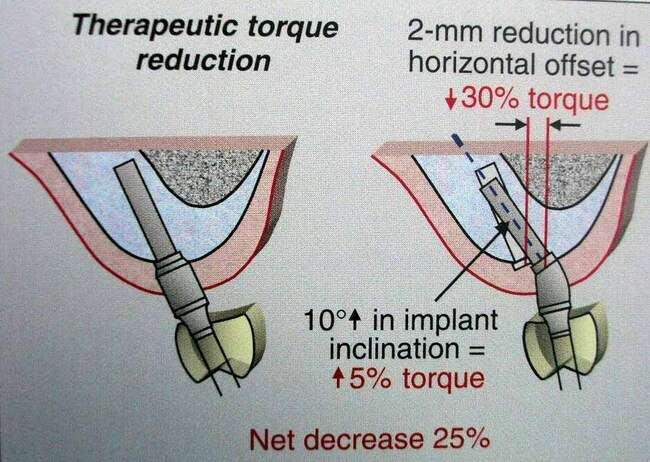 Therapeutic torque
reduction
2-mm reduction in
horizontal offset =
↓30% torque
10°↑ in implant
inclination =
↑5% torque
Net decrease 25%